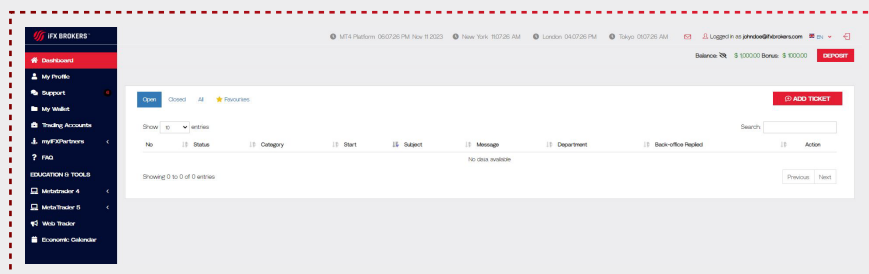 iFX BROKERS
MT4 Platform 06:07:26 PM Nov 11 2023 New York 11:07:26 AM London 04:07:26 PM Tokyo 01:07:26 AM Logged in as johndoe@ifxbrokers.com EN
Balance: $ 1,000.00 Bonus: $ 1000.00 DEPOSIT
Dashboard
My Profile
Support
My Wallet
Trading Accounts
myIFXPartners
FAQ
EDUCATION & TOOLS
Metatrader 4
MetaTrader 5
Web Trader
Economic Calendar
Open Closed All Favourites
ADD TICKET
Show 10 entries
Search:
No Status Category Start Subject Message Department Back-office Replied Action
No data available
Showing 0 to 0 of 0 entries
Previous Next